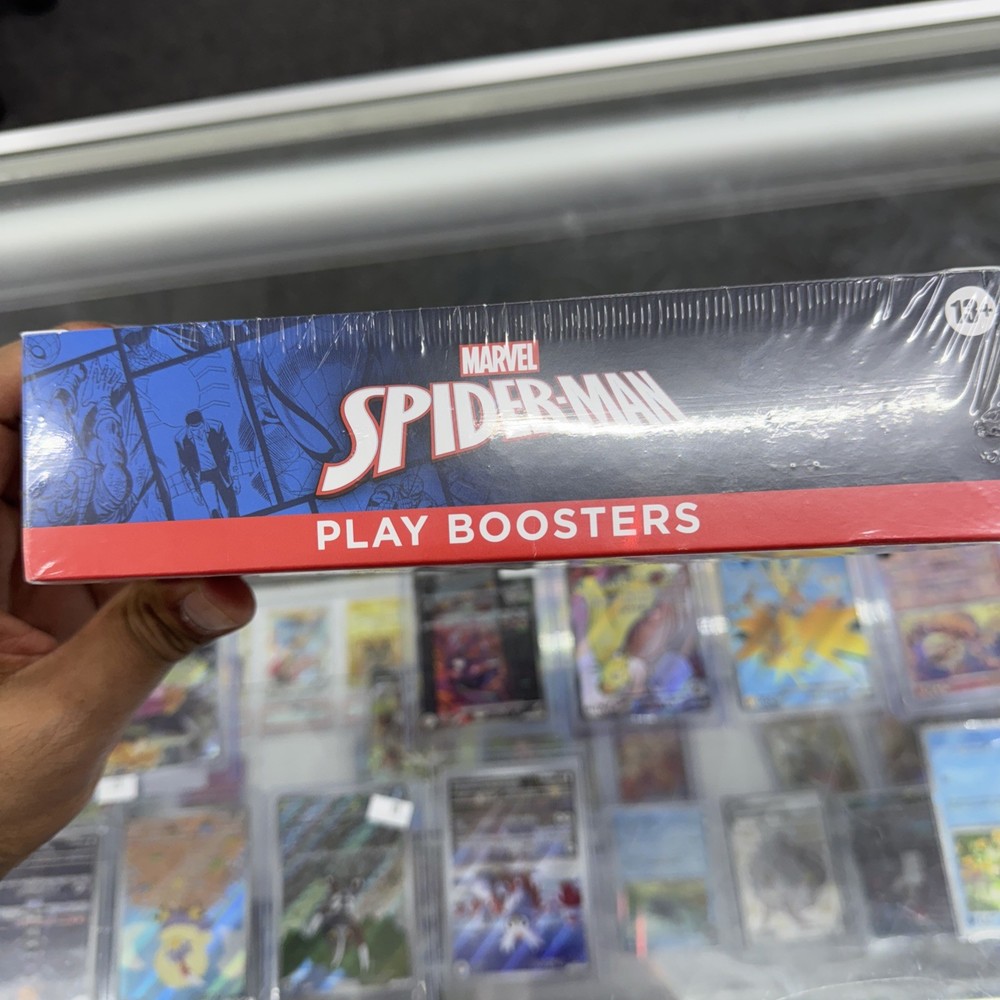 13+
MARVEL
SPIDER-MAN
PLAY BOOSTERS